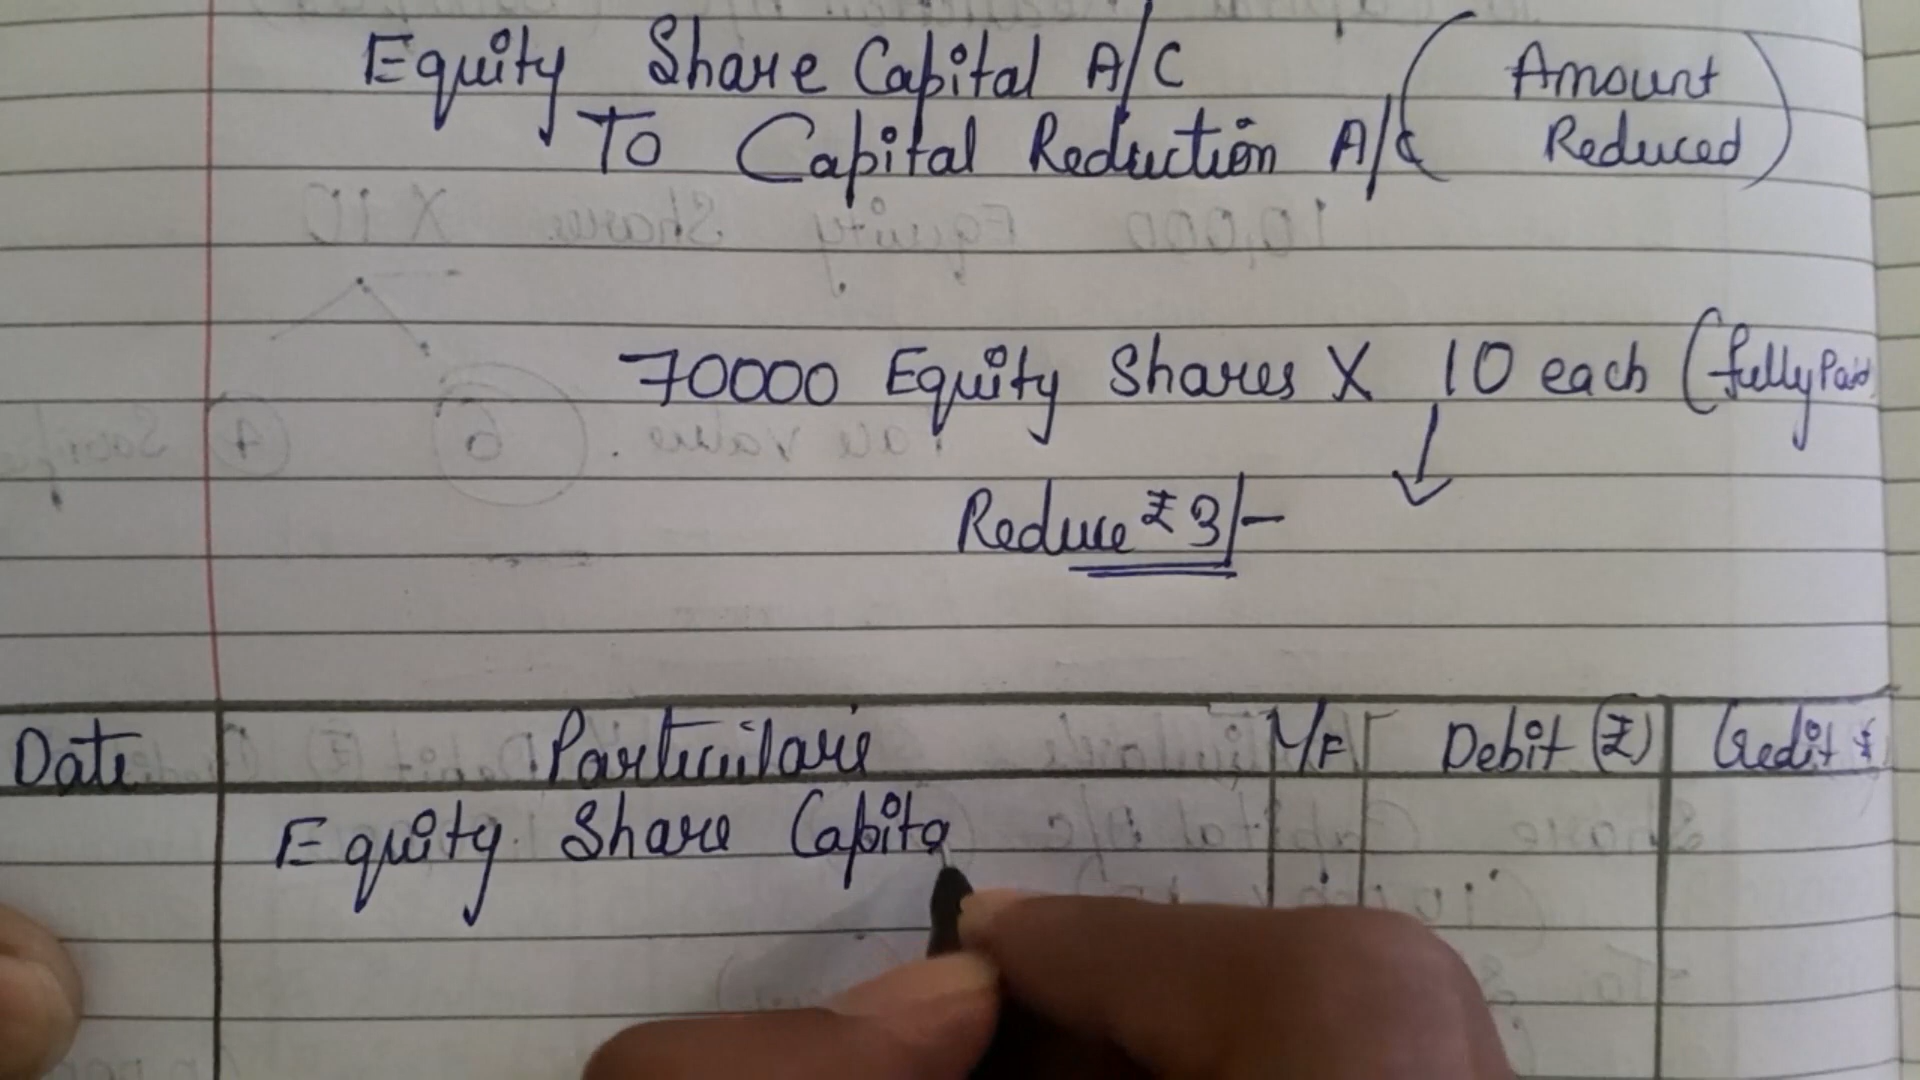 Equity Share Capital A/C
To Capital Reduction A/C (Amount Reduced)
70000 Equity Shares X 10 each (fully Paid
Reduce ₹ 3/-
Date Particulars Debit (₹) Credit ₹
Equity Share Capita